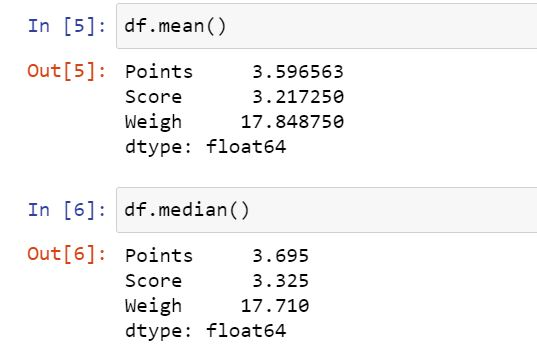 In [5]: df.mean()
Out[5]: Points 3.596563
Score 3.217250
Weigh 17.848750
dtype: float64
In [6]: df.median()
Out[6]: Points 3.695
Score 3.325
Weigh 17.710
dtype: float64